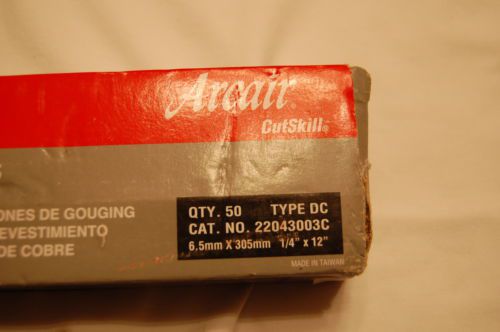 Arcair®
CutSkill®
ONES DE GOUGING
EVESTIMIENTO
DE COBRE
QTY. 50 TYPE DC
CAT. NO. 22043003C
6.5mm X 305mm 1/4" x 12"
MADE IN TAIWAN